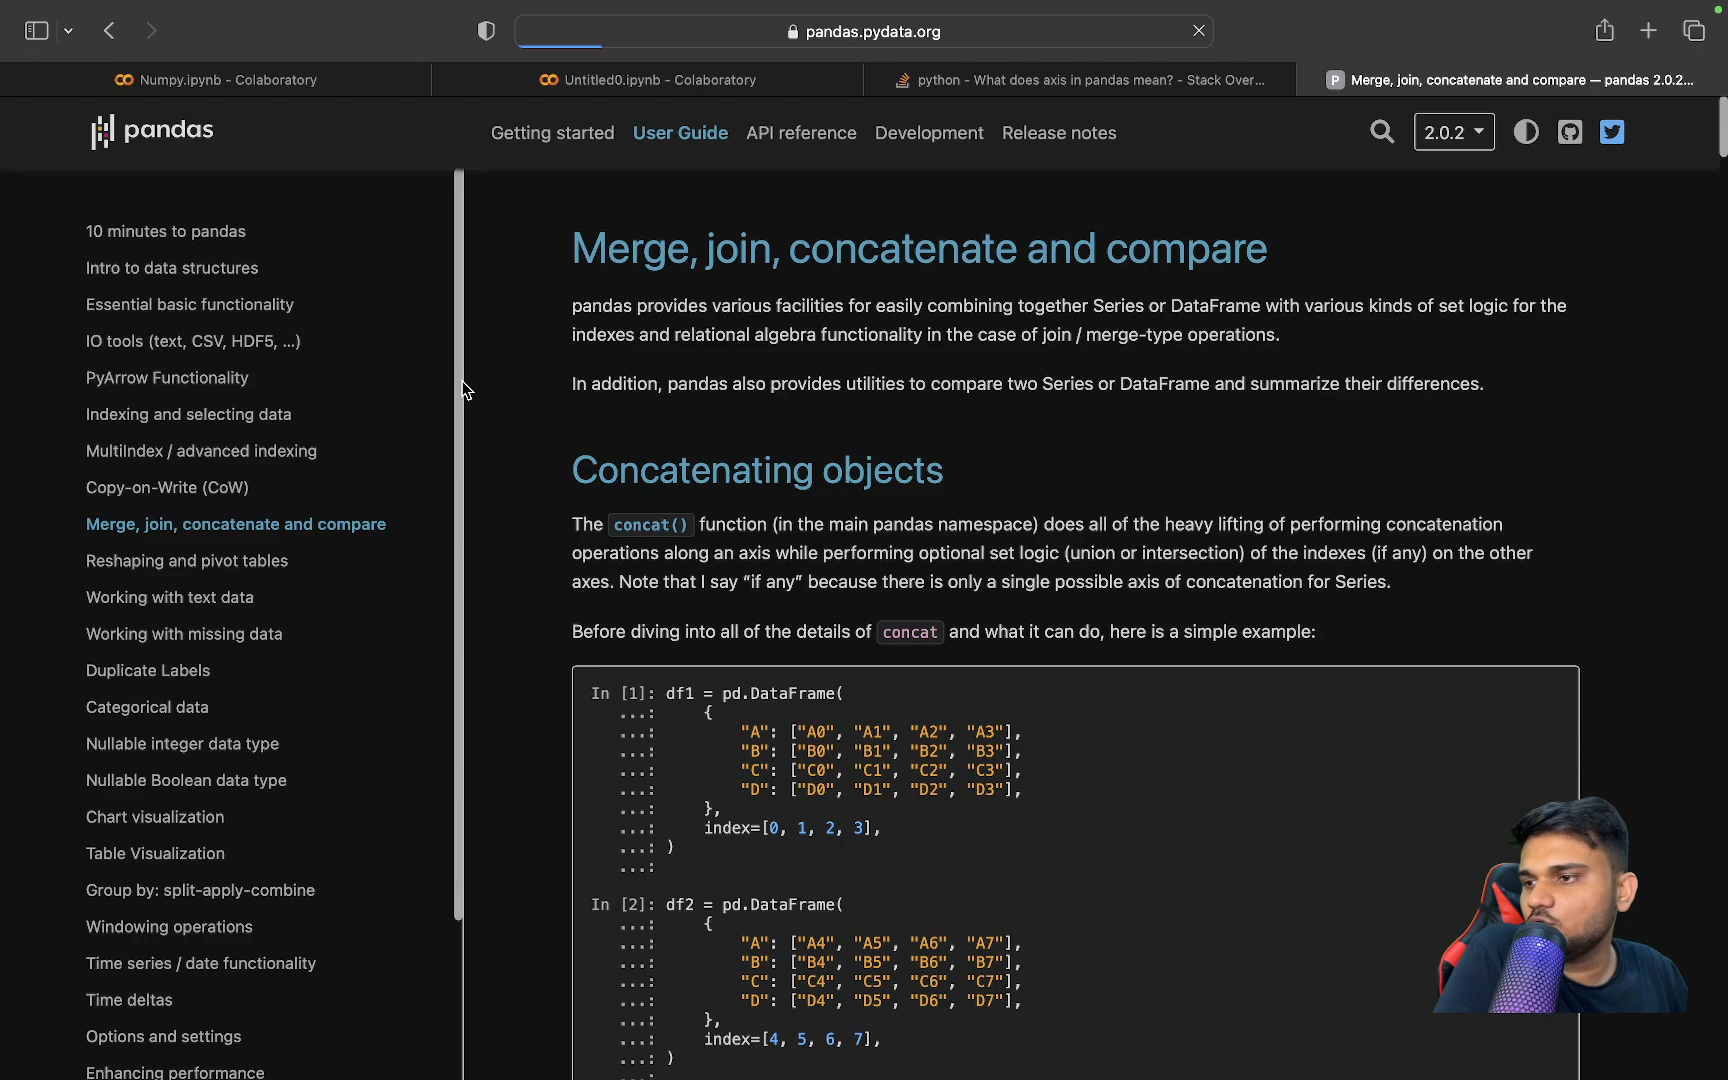 pandas.pydata.org
Numpy.ipynb - Colaboratory
Untitled0.ipynb - Colaboratory
python - What does axis in pandas mean? - Stack Over...
P Merge, join, concatenate and compare — pandas 2.0.2...
pandas
Getting started
User Guide
API reference
Development
Release notes
2.0.2
10 minutes to pandas
Intro to data structures
Essential basic functionality
IO tools (text, CSV, HDF5, ...)
PyArrow Functionality
Indexing and selecting data
MultiIndex / advanced indexing
Copy-on-Write (CoW)
Merge, join, concatenate and compare
Reshaping and pivot tables
Working with text data
Working with missing data
Duplicate Labels
Categorical data
Nullable integer data type
Nullable Boolean data type
Chart visualization
Table Visualization
Group by: split-apply-combine
Windowing operations
Time series / date functionality
Time deltas
Options and settings
Enhancing performance
Merge, join, concatenate and compare
pandas provides various facilities for easily combining together Series or DataFrame with various kinds of set logic for the
indexes and relational algebra functionality in the case of join / merge-type operations.
In addition, pandas also provides utilities to compare two Series or DataFrame and summarize their differences.
Concatenating objects
The concat() function (in the main pandas namespace) does all of the heavy lifting of performing concatenation
operations along an axis while performing optional set logic (union or intersection) of the indexes (if any) on the other
axes. Note that I say “if any” because there is only a single possible axis of concatenation for Series.
Before diving into all of the details of concat and what it can do, here is a simple example:
In [1]: df1 = pd.DataFrame(
...: {
...: "A": ["A0", "A1", "A2", "A3"],
...: "B": ["B0", "B1", "B2", "B3"],
...: "C": ["C0", "C1", "C2", "C3"],
...: "D": ["D0", "D1", "D2", "D3"],
...: },
...: index=[0, 1, 2, 3],
...: )
...:
In [2]: df2 = pd.DataFrame(
...: {
...: "A": ["A4", "A5", "A6", "A7"],
...: "B": ["B4", "B5", "B6", "B7"],
...: "C": ["C4", "C5", "C6", "C7"],
...: "D": ["D4", "D5", "D6", "D7"],
...: },
...: index=[4, 5, 6, 7],
...: )